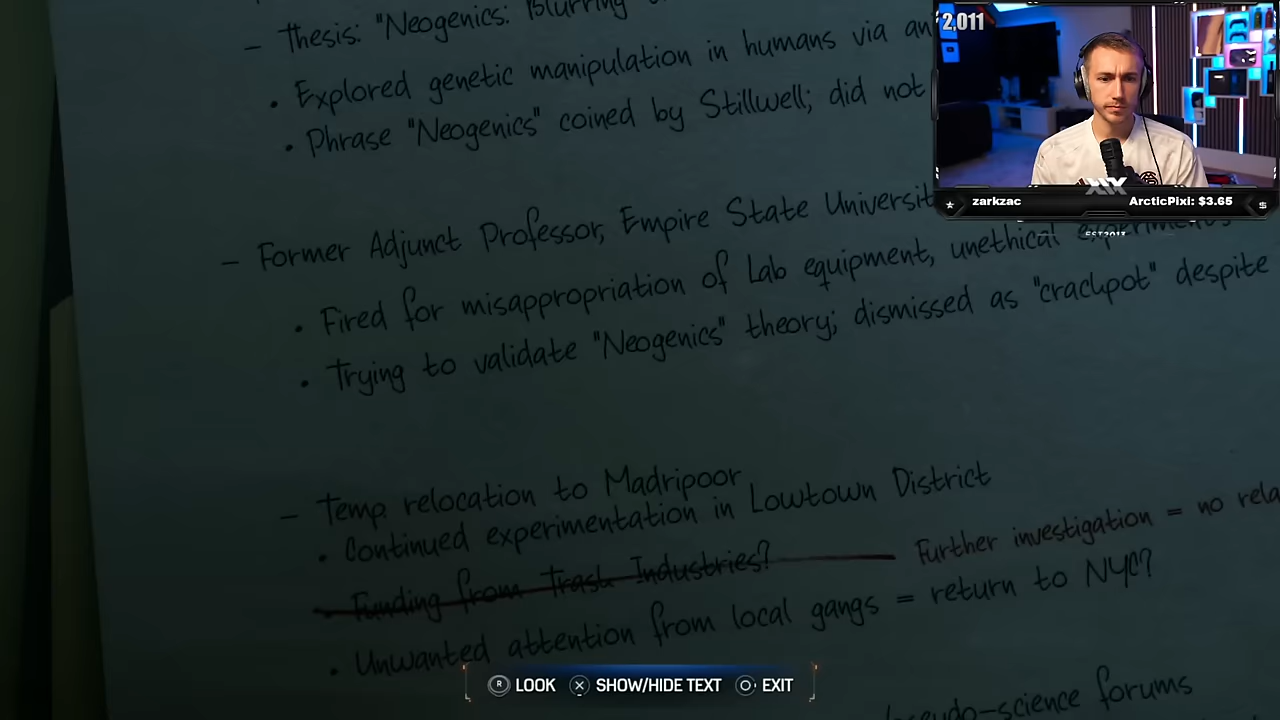 - Thesis: "Neogenics: Blurring
• Explored genetic manipulation in humans via an
• Phrase "Neogenics" coined by Stillwell; did not
- Former Adjunct Professor, Empire State Universit
• Fired for misappropriation of Lab equipment, unethical experiments
• Trying to validate "Neogenics" theory; dismissed as "crackpot" despite
- Temp. relocation to Madripoor
• Continued experimentation in Lowtown District
• Funding from Trask Industries? Further investigation = no rela
• Unwanted attention from local gangs = return to NYC?
pseudo-science forums
LOOK SHOW/HIDE TEXT EXIT
2,011
zarkzac ArcticPixi: $3.65
EST2013